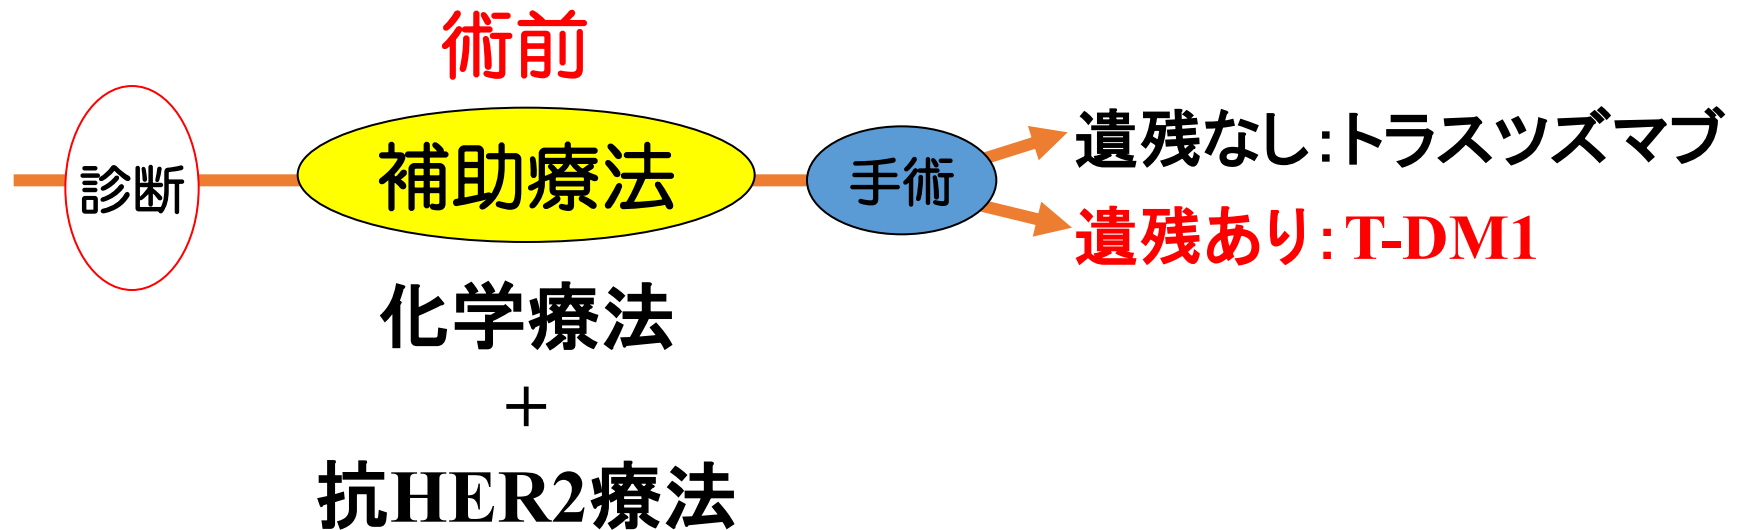 術前
診断
補助療法
手術
遺残なし:トラスツズマブ
遺残あり:T-DM1
化学療法
+
抗HER2療法